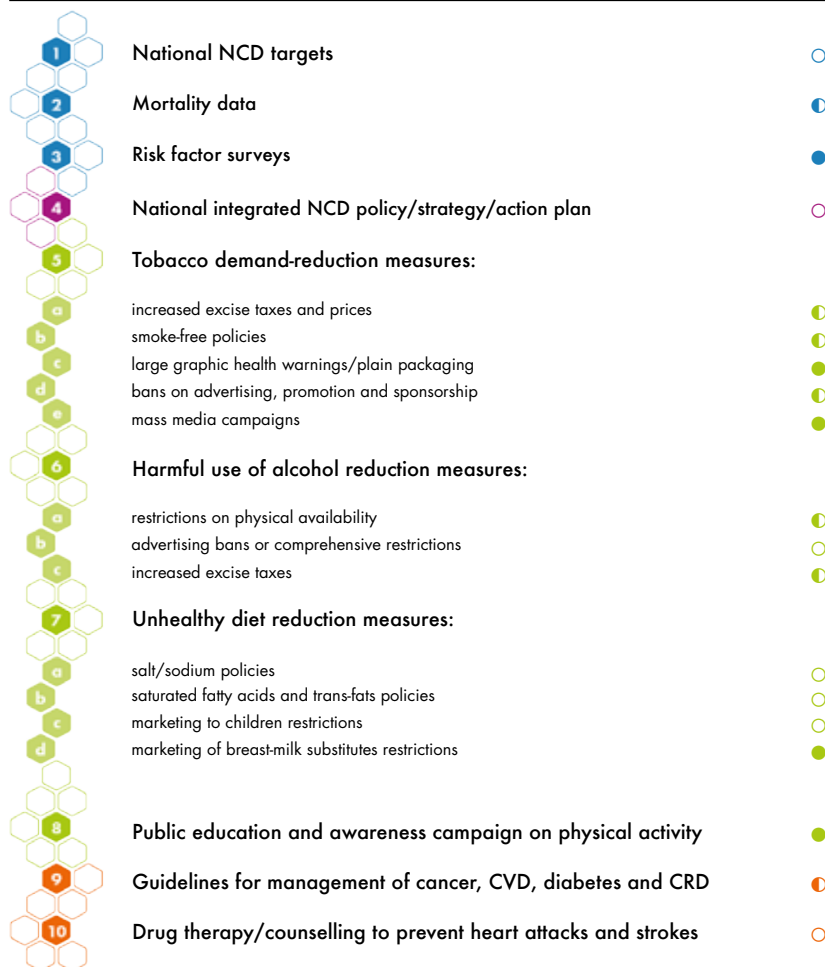 1 National NCD targets ○
2 Mortality data ◐
3 Risk factor surveys ●
4 National integrated NCD policy/strategy/action plan ○
5 Tobacco demand-reduction measures:
a increased excise taxes and prices ◐
b smoke-free policies ◐
c large graphic health warnings/plain packaging ●
d bans on advertising, promotion and sponsorship ◐
e mass media campaigns ●
6 Harmful use of alcohol reduction measures:
a restrictions on physical availability ◐
b advertising bans or comprehensive restrictions ○
c increased excise taxes ◐
7 Unhealthy diet reduction measures:
a salt/sodium policies ○
b saturated fatty acids and trans-fats policies ○
c marketing to children restrictions ○
d marketing of breast-milk substitutes restrictions ●
8 Public education and awareness campaign on physical activity ●
9 Guidelines for management of cancer, CVD, diabetes and CRD ◐
10 Drug therapy/counselling to prevent heart attacks and strokes ○